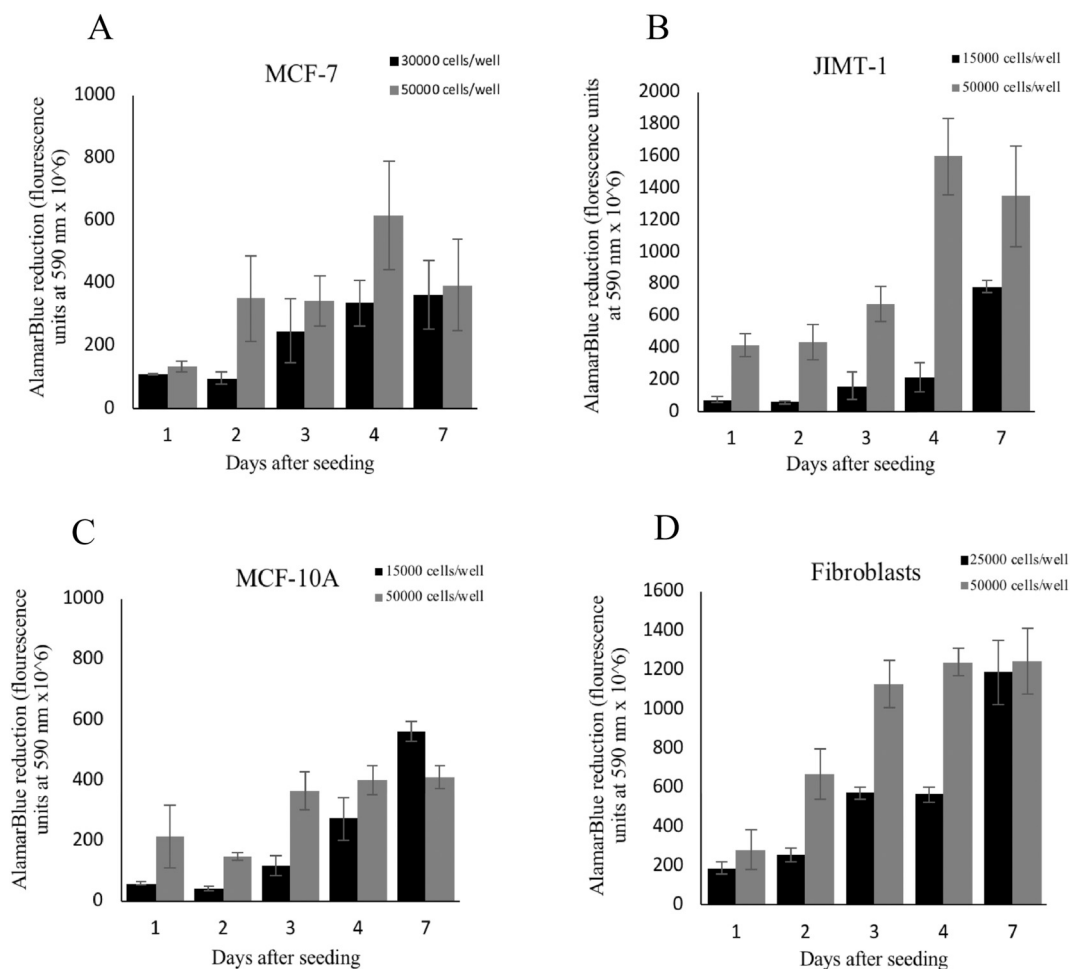 A
MCF-7
30000 cells/well
50000 cells/well
AlamarBlue reduction (flourescence
units at 590 nm x 10^6)
1000
800
600
400
200
0
1 2 3 4 7
Days after seeding
B
JIMT-1
15000 cells/well
50000 cells/well
AlamarBlue reduction (florescence units
at 590 nm x 10^6)
2000
1800
1600
1400
1200
1000
800
600
400
200
0
1 2 3 4 7
Days after seeding
C
MCF-10A
15000 cells/well
50000 cells/well
AlamarBlue reduction (flourescence
units at 590 nm x10^6)
1000
800
600
400
200
0
1 2 3 4 7
Days after seeding
D
Fibroblasts
25000 cells/well
50000 cells/well
AlamarBlue reduction (flourescence
units at 590 nm x 10^6)
1600
1400
1200
1000
800
600
400
200
0
1 2 3 4 7
Days after seeding